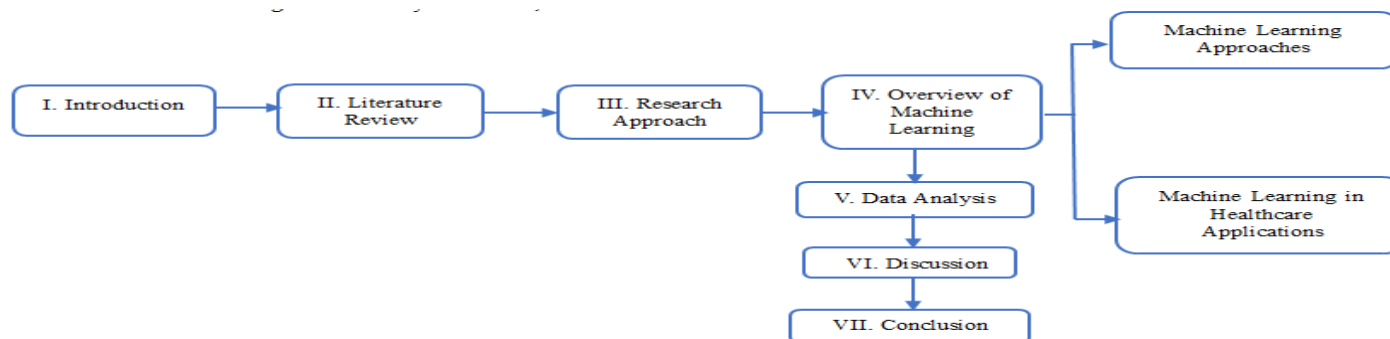 I. Introduction
II. Literature
Review
III. Research
Approach
IV. Overview of
Machine
Learning
Machine Learning
Approaches
Machine Learning in
Healthcare
Applications
V. Data Analysis
VI. Discussion
VII. Conclusion